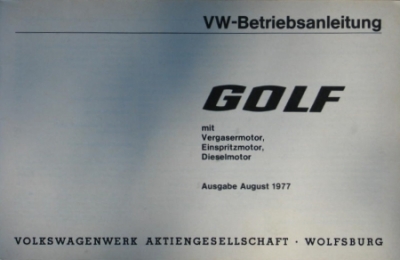 VW-Betriebsanleitung
GOLF
mit
Vergasermotor,
Einspritzmotor,
Dieselmotor
Ausgabe August 1977
VOLKSWAGENWERK AKTIENGESELLSCHAFT · WOLFSBURG